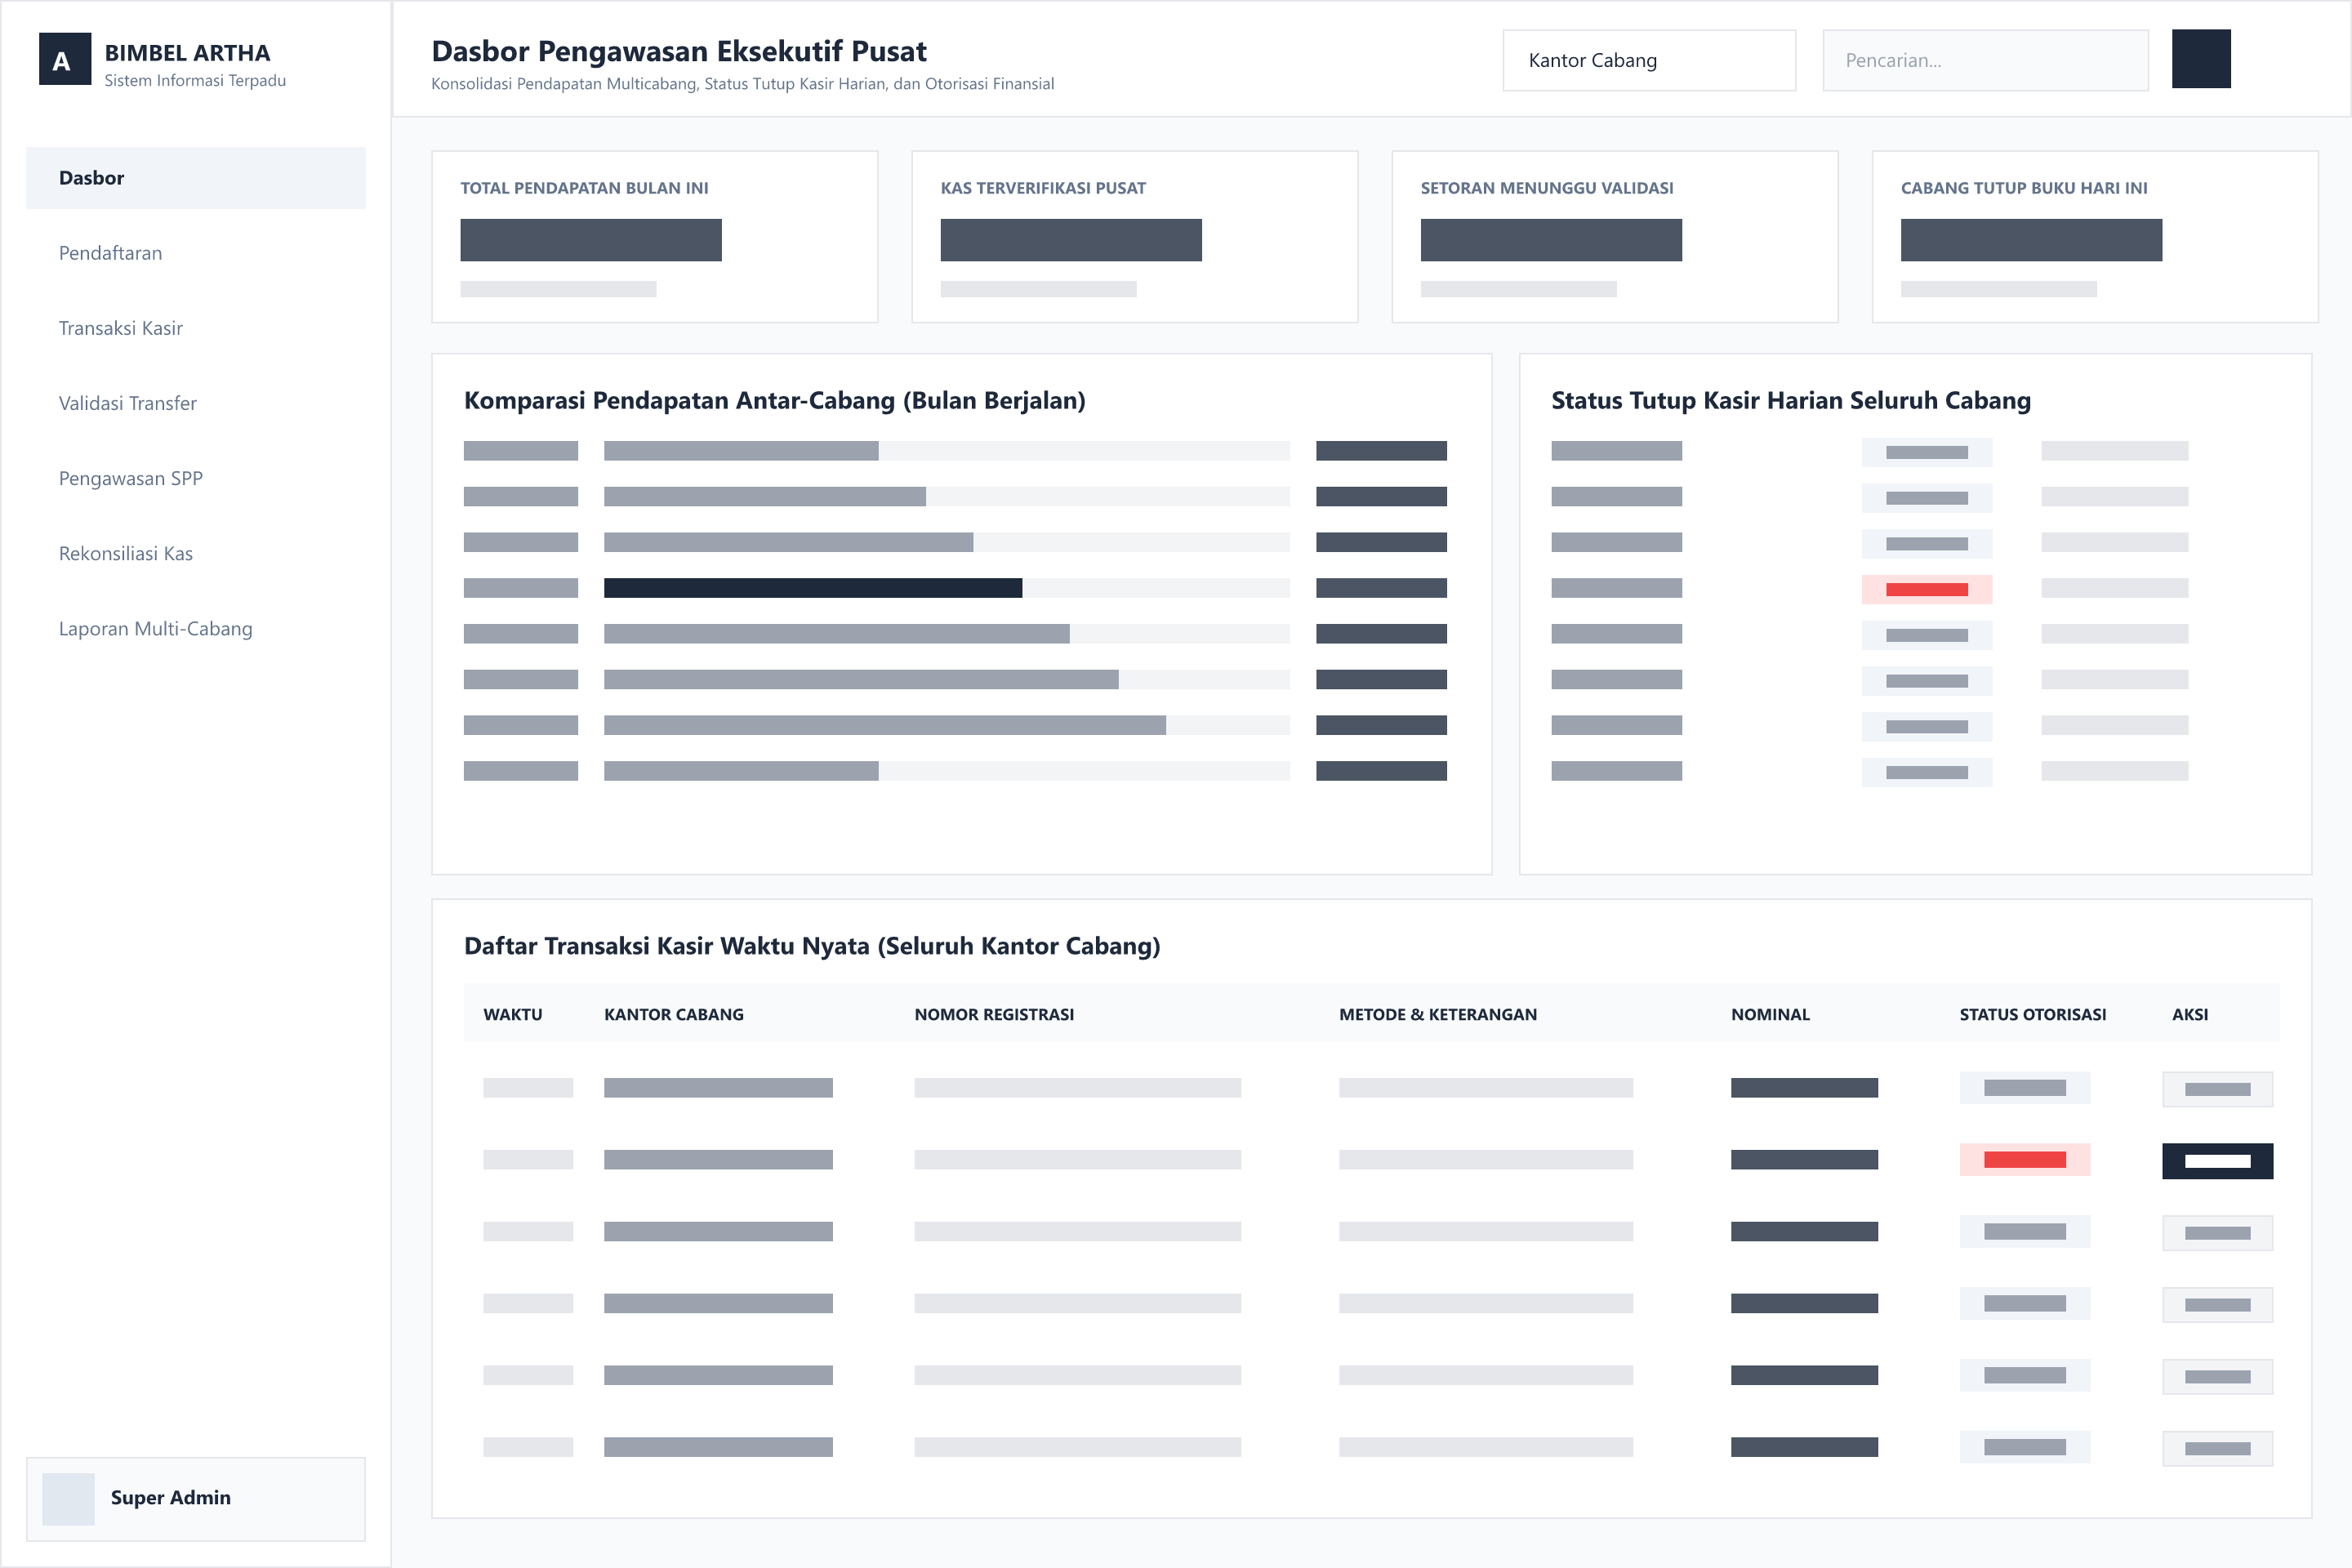 A
BIMBEL ARTHA
Sistem Informasi Terpadu
Dasbor
Pendaftaran
Transaksi Kasir
Validasi Transfer
Pengawasan SPP
Rekonsiliasi Kas
Laporan Multi-Cabang
Super Admin
Dasbor Pengawasan Eksekutif Pusat
Konsolidasi Pendapatan Multicabang, Status Tutup Kasir Harian, dan Otorisasi Finansial
Kantor Cabang
Pencarian...
TOTAL PENDAPATAN BULAN INI
KAS TERVERIFIKASI PUSAT
SETORAN MENUNGGU VALIDASI
CABANG TUTUP BUKU HARI INI
Komparasi Pendapatan Antar-Cabang (Bulan Berjalan)
Status Tutup Kasir Harian Seluruh Cabang
Daftar Transaksi Kasir Waktu Nyata (Seluruh Kantor Cabang)
WAKTU KANTOR CABANG NOMOR REGISTRASI METODE & KETERANGAN NOMINAL STATUS OTORISASI AKSI